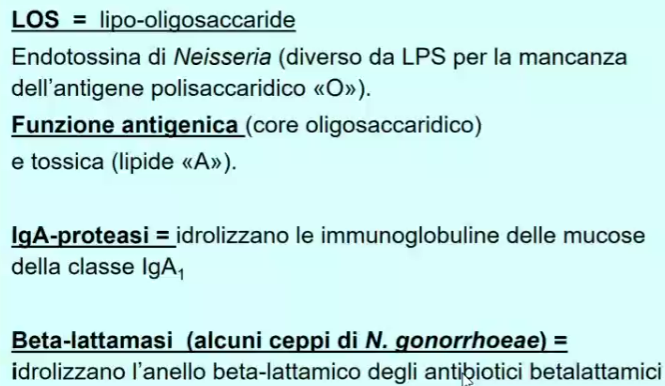 LOS = lipo-oligosaccaride
Endotossina di Neisseria (diverso da LPS per la mancanza
dell'antigene polisaccaridico «O»).
Funzione antigenica (core oligosaccaridico)
e tossica (lipide «A»).
IgA-proteasi = idrolizzano le immunoglobuline delle mucose
della classe IgA₁
Beta-lattamasi (alcuni ceppi di N. gonorrhoeae) =
idrolizzano l'anello beta-lattamico degli antibiotici betalattamici